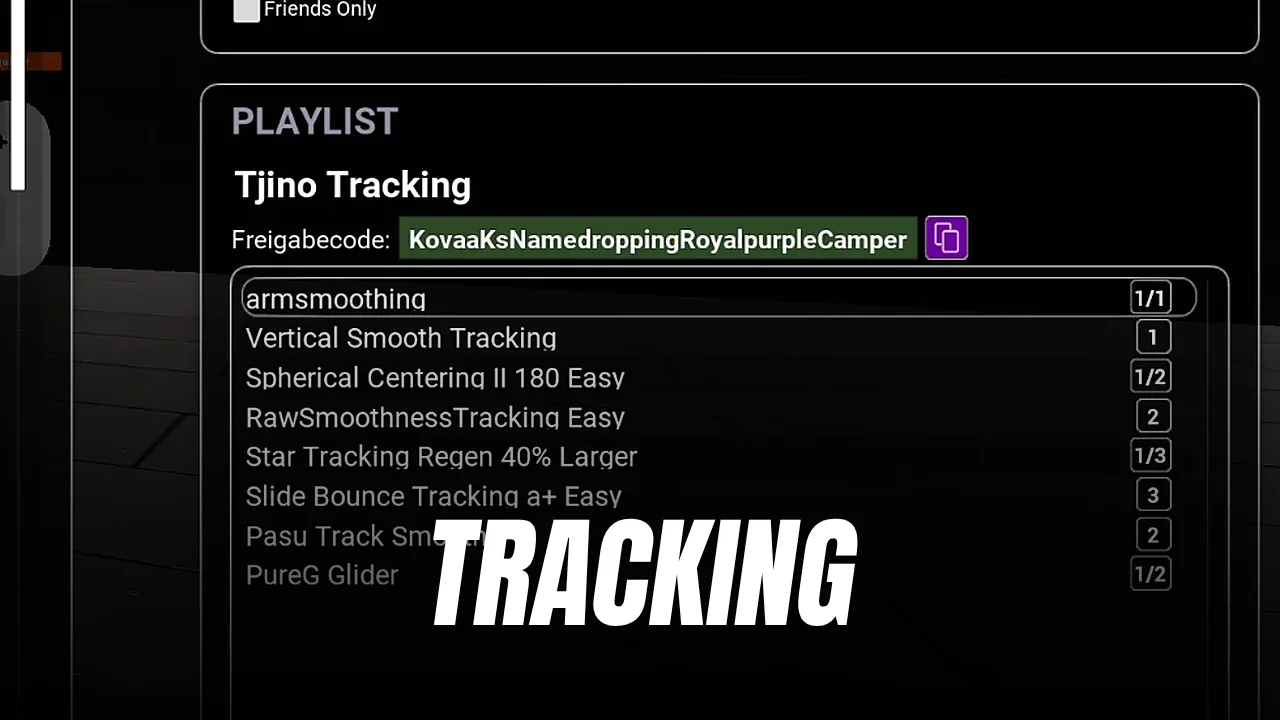 Friends Only
PLAYLIST
Tjino Tracking
Freigabecode: KovaaKsNamedroppingRoyalpurpleCamper
armsmoothing 1/1
Vertical Smooth Tracking 1
Spherical Centering II 180 Easy 1/2
RawSmoothnessTracking Easy 2
Star Tracking Regen 40% Larger 1/3
Slide Bounce Tracking a+ Easy 3
Pasu Track Smooth 2
PureG Glider 1/2
TRACKING